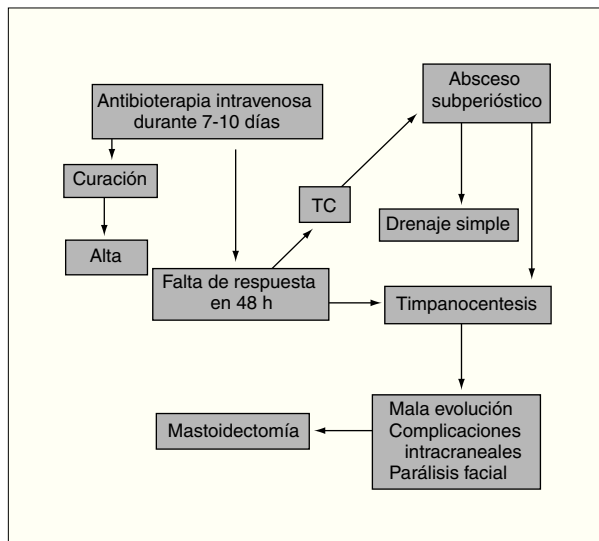 Antibioterapia intravenosa
durante 7-10 días
Absceso
subperióstico
Curación
TC
Drenaje simple
Alta
Falta de respuesta
en 48 h
Timpanocentesis
Mala evolución
Complicaciones
intracraneales
Parálisis facial
Mastoidectomía